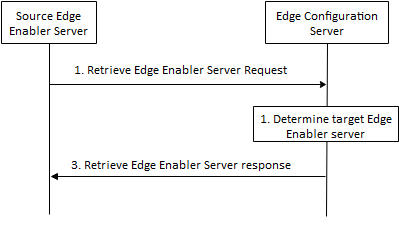 Source Edge
Enabler Server
Edge Configuration
Server
1. Retrieve Edge Enabler Server Request
1. Determine target Edge
Enabler server
3. Retrieve Edge Enabler Server response